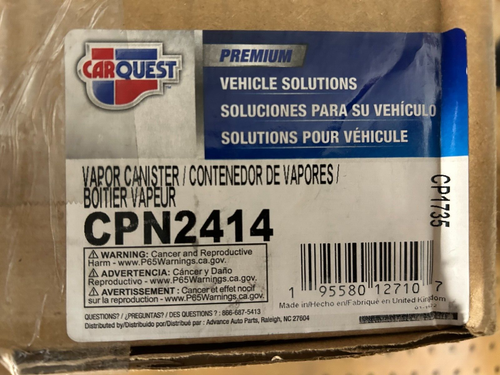 CARQUEST
PREMIUM
VEHICLE SOLUTIONS
SOLUCIONES PARA SU VEHÍCULO
SOLUTIONS POUR VÉHICULE
VAPOR CANISTER / CONTENEDOR DE VAPORES /
BOITIER VAPEUR
CPN2414
CP1735
WARNING: Cancer and Reproductive
Harm - www.P65Warnings.ca.gov.
ADVERTENCIA: Cáncer y Daño
Reproductivo - www.P65Warnings.ca.gov.
AVERTISSEMENT : Cancer et effet nocif
sur la reproduction - www.P65Warnings.ca.gov.
1 95580 12710 7
Made in/Hecho en/Fabriqué en United Kingdom
QUESTIONS? / ¿PREGUNTAS? / DES QUESTIONS ? : 866-687-5413
Distributed by/Distribuido por/Distribué par : Advance Auto Parts, Raleigh, NC 27604